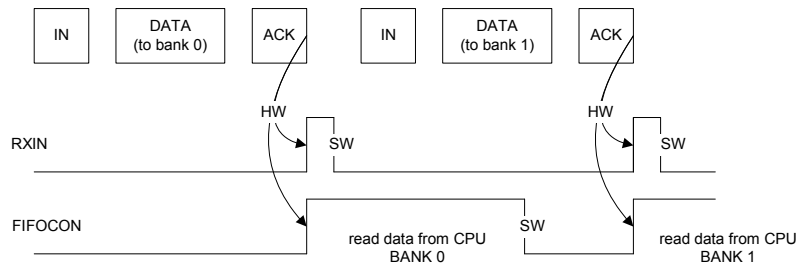 IN
DATA
(to bank 0)
ACK
IN
DATA
(to bank 1)
ACK
HW
HW
RXIN
SW
SW
FIFOCON
SW
read data from CPU
BANK 0
read data from CPU
BANK 1